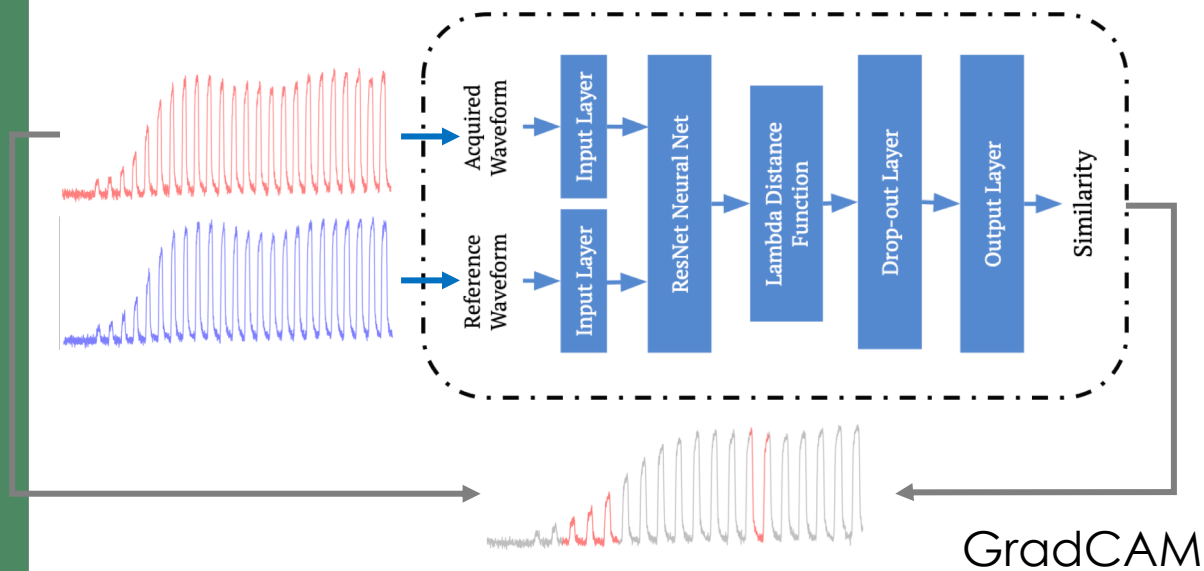 Acquired
Waveform
Input Layer
Reference
Waveform
Input Layer
ResNet Neural Net
Lambda Distance
Function
Drop-out Layer
Output Layer
Similarity
GradCAM